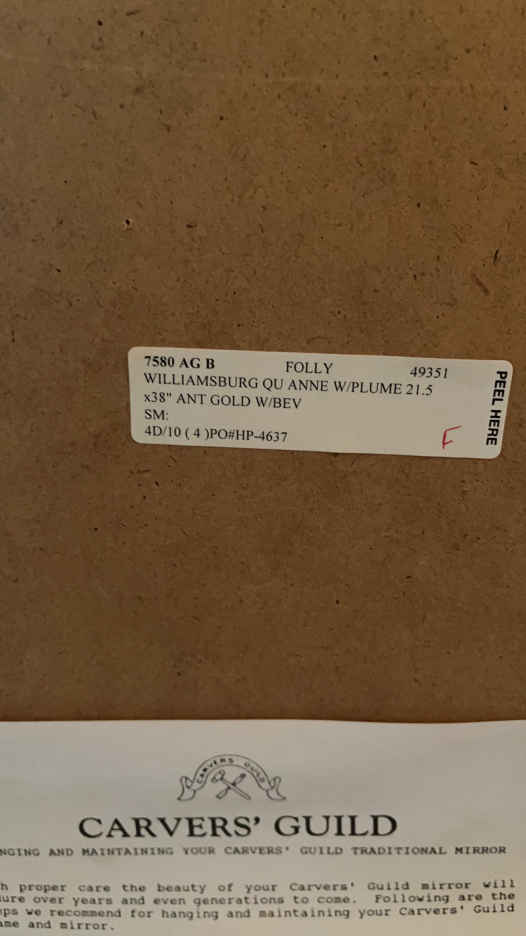 7580 AG B FOLLY 49351
WILLIAMSBURG QU ANNE W/PLUME 21.5
x38" ANT GOLD W/BEV
SM:
4D/10 ( 4 )PO#HP-4637
F
PEEL HERE
CARVERS' GUILD
CARVERS' GUILD
NGING AND MAINTAINING YOUR CARVERS' GUILD TRADITIONAL MIRROR
h proper care the beauty of your Carvers' Guild mirror will
ure over years and even generations to come. Following are the
ps we recommend for hanging and maintaining your Carvers' Guild
ame and mirror.